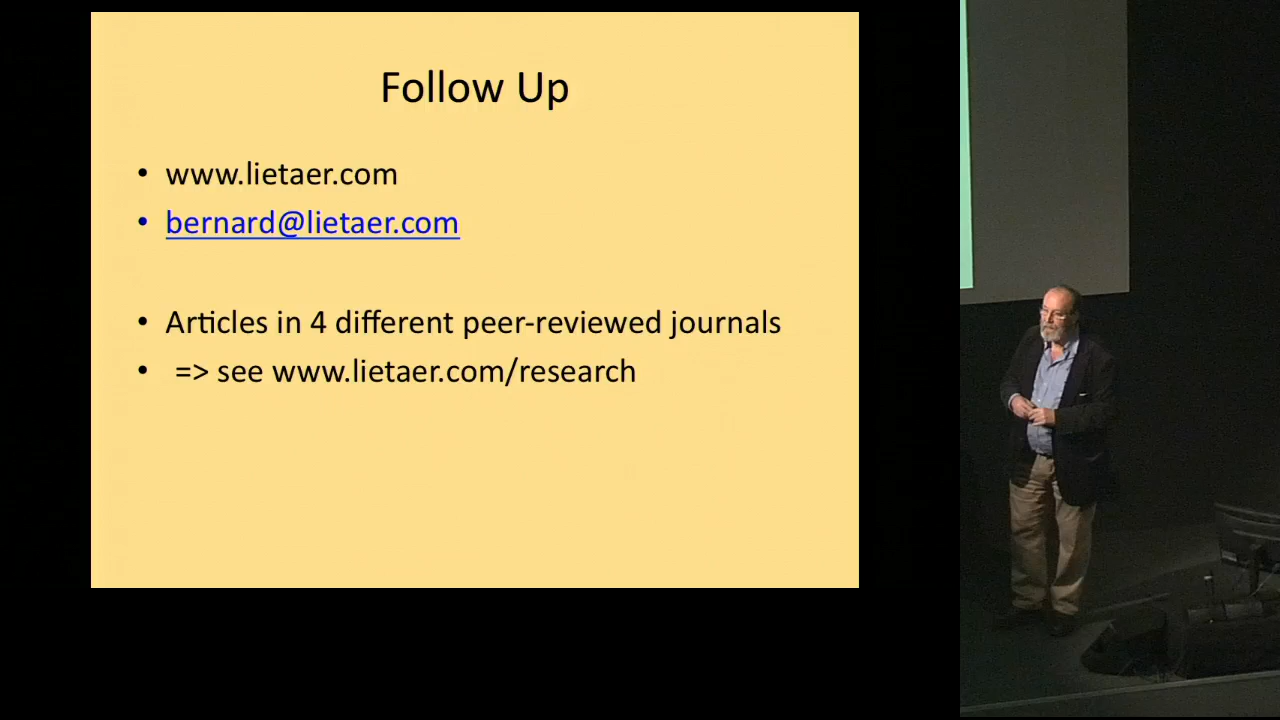 Follow Up
• www.lietaer.com
• bernard@lietaer.com
• Articles in 4 different peer-reviewed journals
• => see www.lietaer.com/research